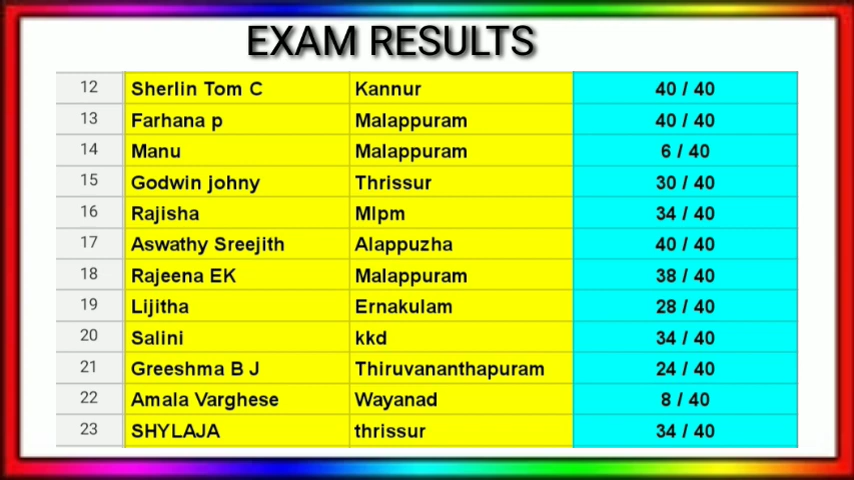 EXAM RESULTS
12 Sherlin Tom C Kannur 40 / 40
13 Farhana p Malappuram 40 / 40
14 Manu Malappuram 6 / 40
15 Godwin johny Thrissur 30 / 40
16 Rajisha Mlpm 34 / 40
17 Aswathy Sreejith Alappuzha 40 / 40
18 Rajeena EK Malappuram 38 / 40
19 Lijitha Ernakulam 28 / 40
20 Salini kkd 34 / 40
21 Greeshma B J Thiruvananthapuram 24 / 40
22 Amala Varghese Wayanad 8 / 40
23 SHYLAJA thrissur 34 / 40